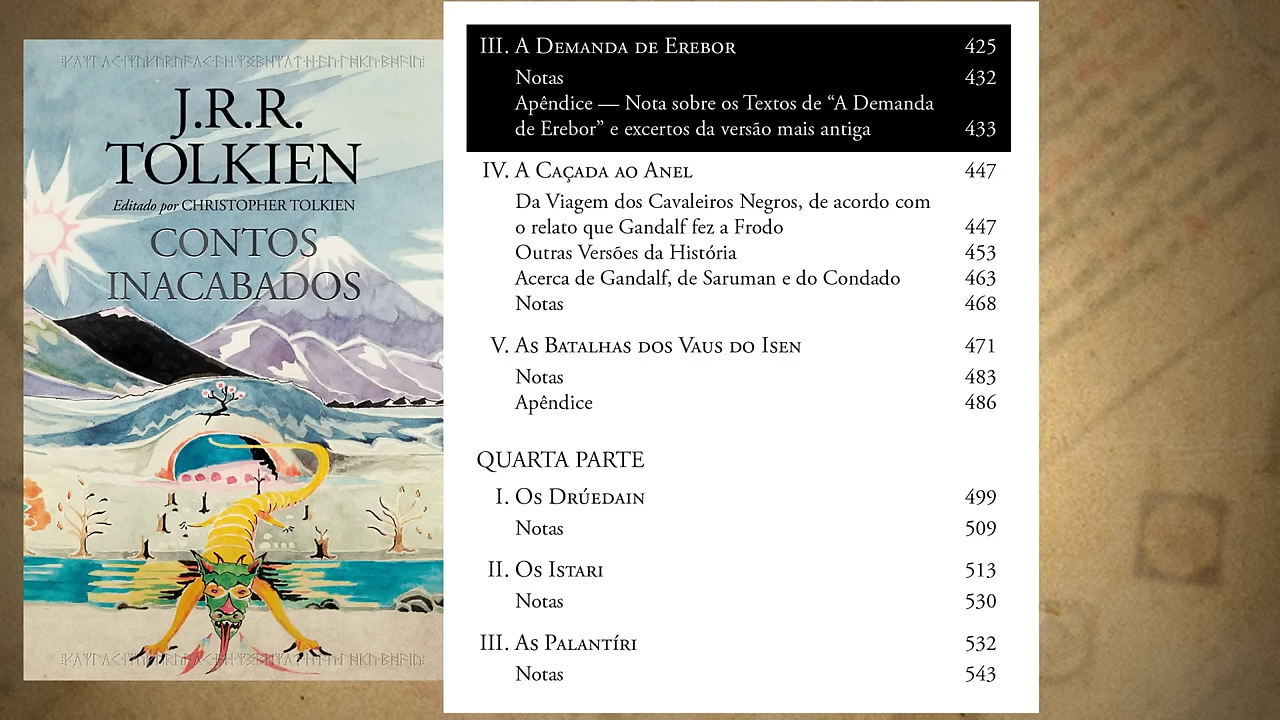 J.R.R.
TOLKIEN
Editado por CHRISTOPHER TOLKIEN
CONTOS
INACABADOS
III. A Demanda de Erebor 425
Notas 432
Apêndice — Nota sobre os Textos de “A Demanda
de Erebor” e excertos da versão mais antiga 433
IV. A Caçada ao Anel 447
Da Viagem dos Cavaleiros Negros, de acordo com
o relato que Gandalf fez a Frodo 447
Outras Versões da História 453
Acerca de Gandalf, de Saruman e do Condado 463
Notas 468
V. As Batalhas dos Vaus do Isen 471
Notas 483
Apêndice 486
QUARTA PARTE
I. Os Drúedain 499
Notas 509
II. Os Istari 513
Notas 530
III. As Palantíri 532
Notas 543